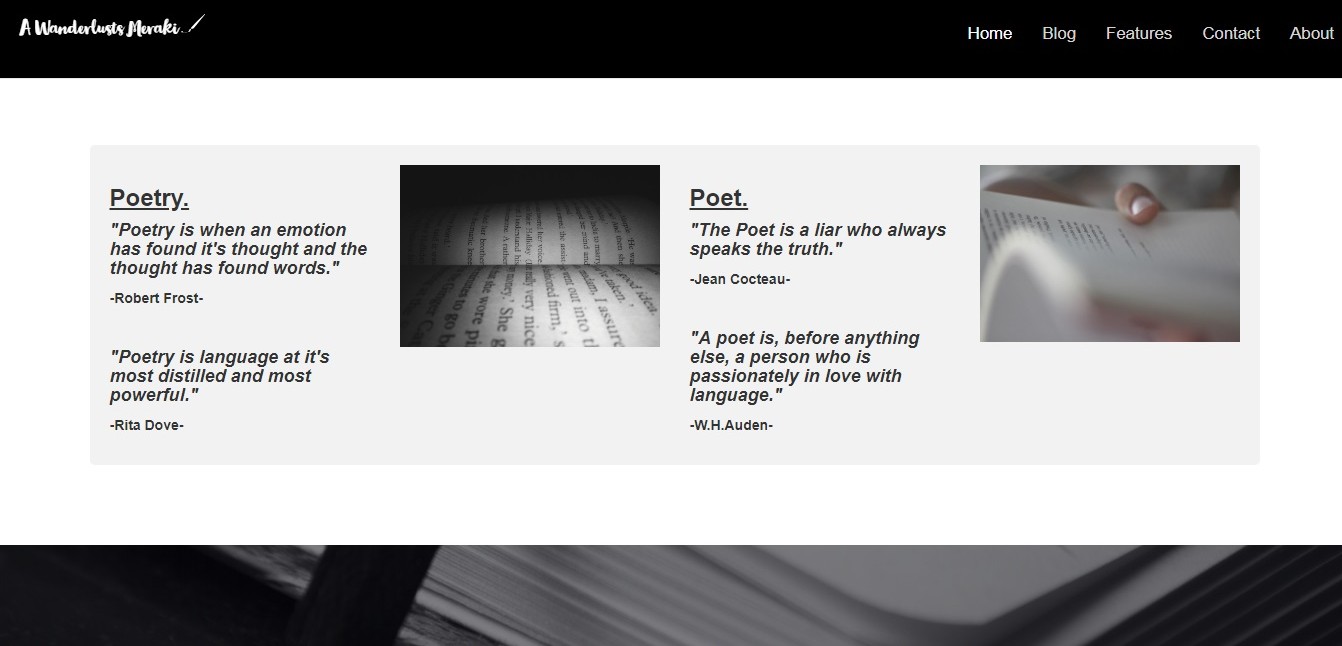 A Wanderlusts Meraki
Home Blog Features Contact About
Poetry.
"Poetry is when an emotion
has found it's thought and the
thought has found words."
-Robert Frost-
"Poetry is language at it's
most distilled and most
powerful."
-Rita Dove-
Poet.
"The Poet is a liar who always
speaks the truth."
-Jean Cocteau-
"A poet is, before anything
else, a person who is
passionately in love with
language."
-W.H.Auden-